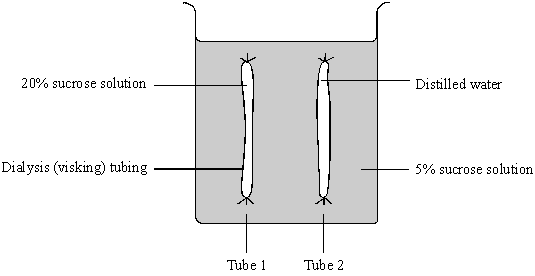 20% sucrose solution
Distilled water
Dialysis (visking) tubing
5% sucrose solution
Tube 1
Tube 2